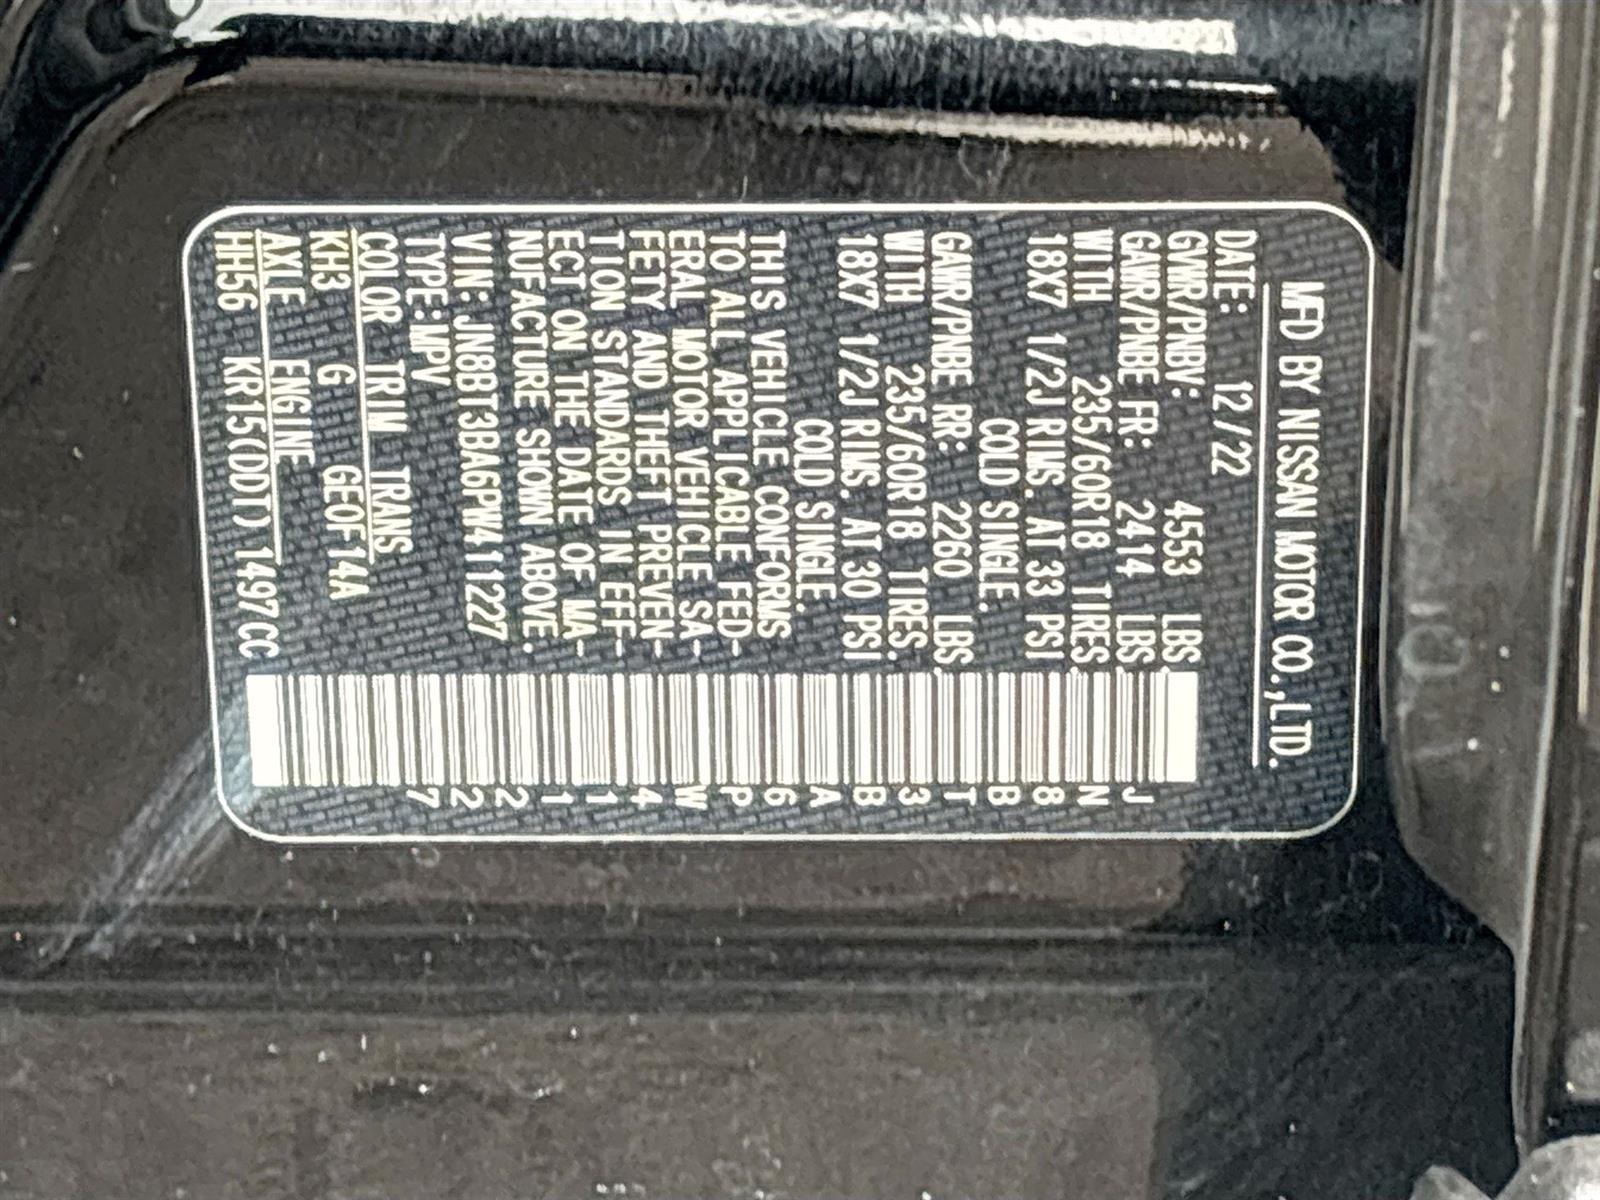 MFD BY NISSAN MOTOR CO.,LTD.
DATE: 12/22
GVWR/PNBV: 4553 LBS
GAWR/PNBE FR: 2414 LBS
WITH 235/60R18 TIRES,
18X7 1/2J RIMS. AT 33 PSI
COLD SINGLE.
GAWR/PNBE RR: 2260 LBS
WITH 235/60R18 TIRES.
18X7 1/2J RIMS. AT 30 PSI
COLD SINGLE.
THIS VEHICLE CONFORMS
TO ALL APPLICABLE FED-
ERAL MOTOR VEHICLE SA-
FETY AND THEFT PREVEN-
TION STANDARDS IN EFF-
ECT ON THE DATE OF MA-
NUFACTURE SHOWN ABOVE.
VIN: JN8BT3BA6PW411227
TYPE:MPV
COLOR TRIM TRANS
KH3 G GE0F14A
AXLE ENGINE
HH56 KR15(DDT) 1497CC
JN8BT3BA6PW411227